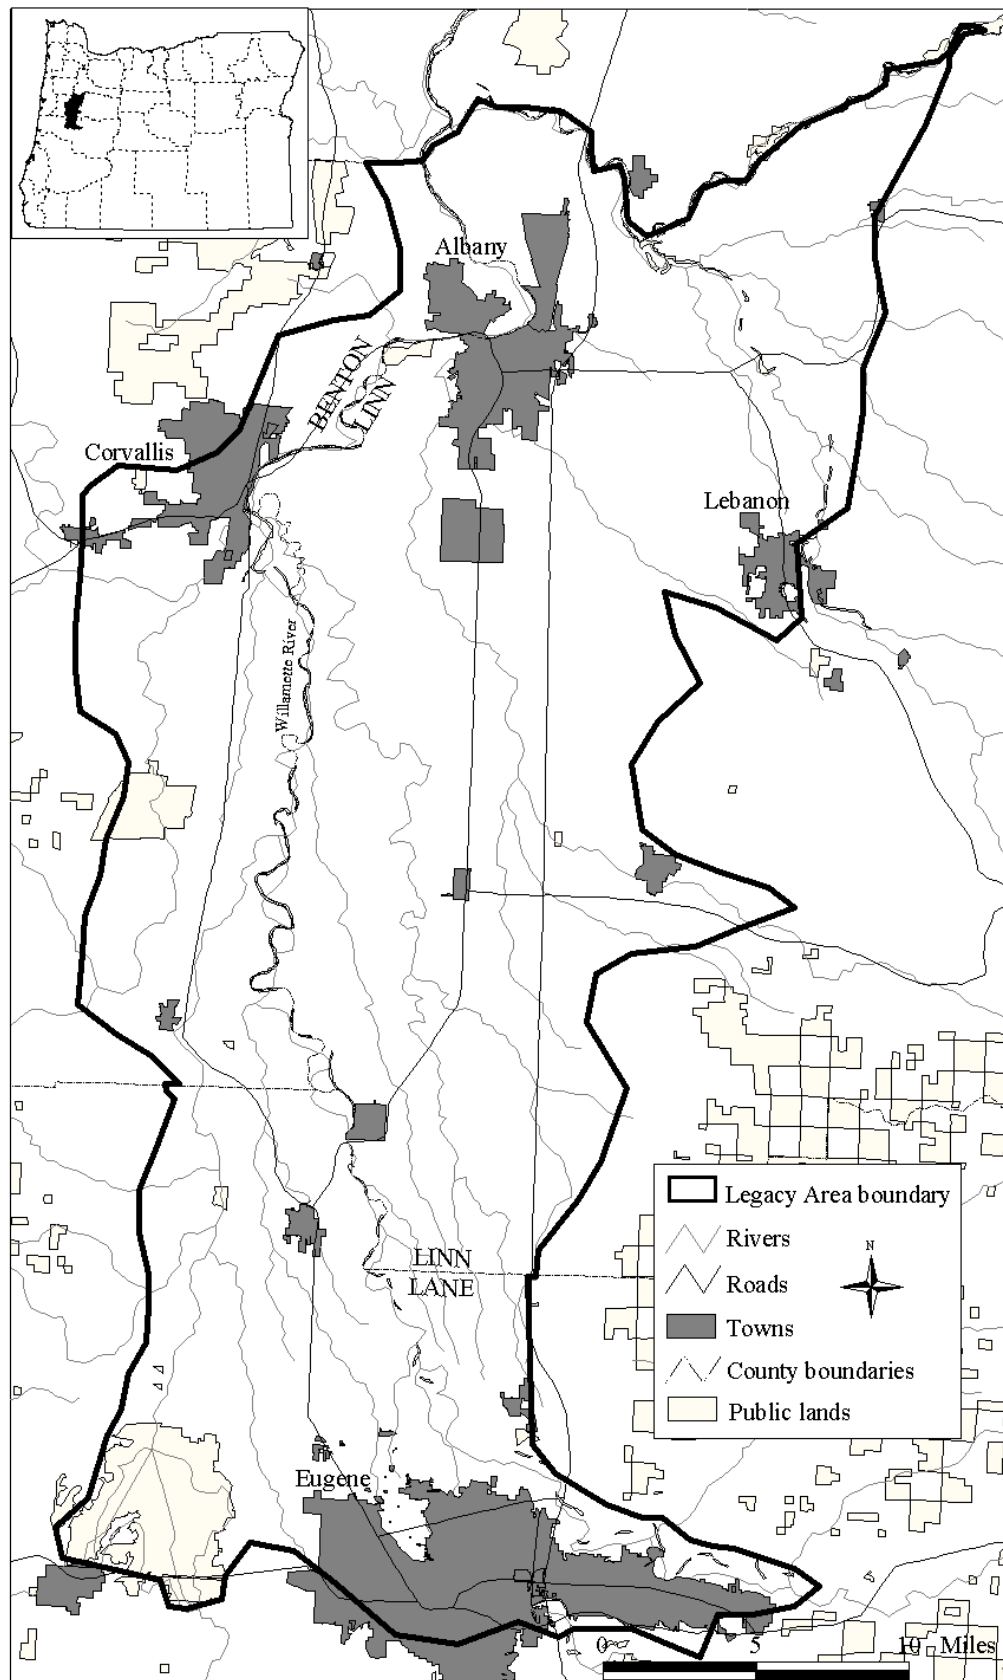 Albany
BENTON
LINN
Corvallis
Lebanon
Willamette River
Legacy Area boundary
Rivers
N
Roads
Towns
County boundaries
Public lands
LINN
LANE
Eugene
0 5 10 Miles